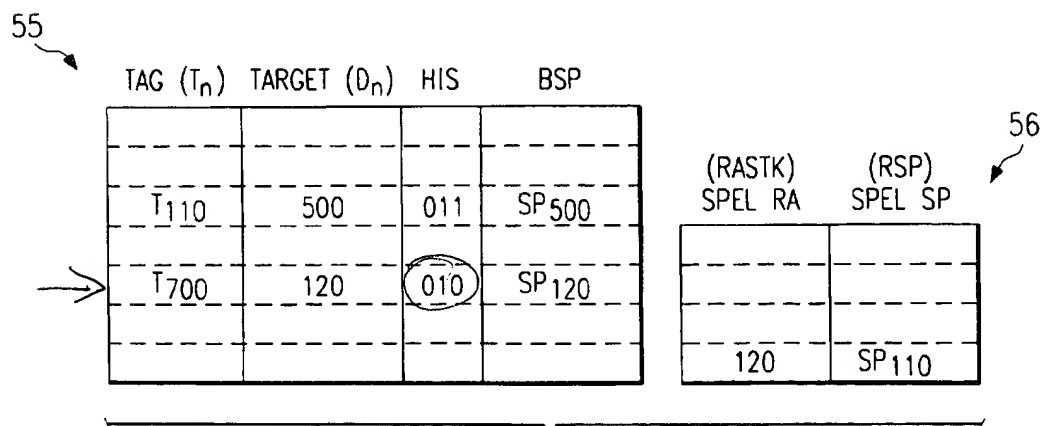 55
TAG (Tn) TARGET (Dn) HIS BSP
T110 500 011 SP500
T700 120 010 SP120
56
(RASTK) (RSP)
SPEL RA SPEL SP
120 SP110